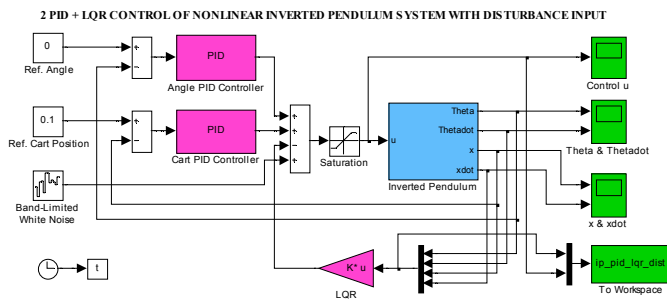 2 PID + LQR CONTROL OF NONLINEAR INVERTED PENDULUM SYSTEM WITH DISTURBANCE INPUT
0
Ref. Angle
PID
Angle PID Controller
0.1
Ref. Cart Position
PID
Cart PID Controller
Saturation
u
Theta
Thetadot
x
xdot
Inverted Pendulum
Control u
Theta & Thetadot
x & xdot
Band-Limited
White Noise
t
K* u
LQR
ip_pid_lqr_dist
To Workspace